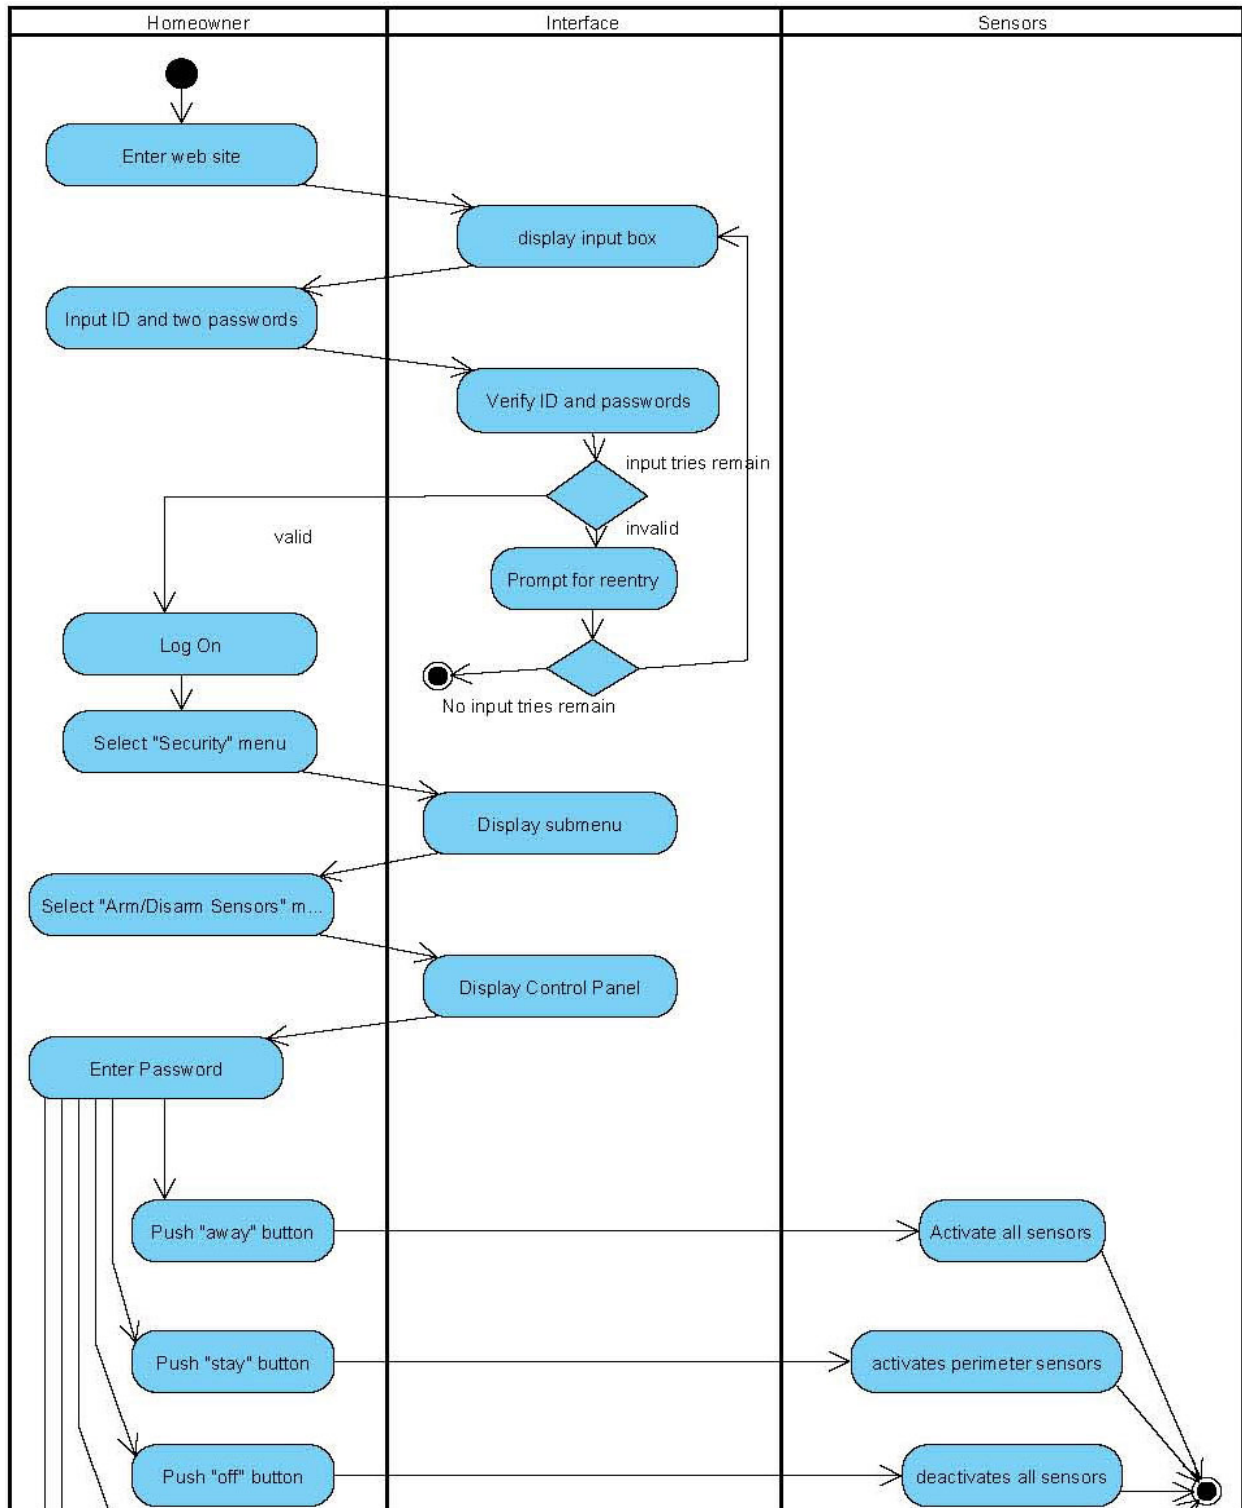 Homeowner
Interface
Sensors
Enter web site
display input box
Input ID and two passwords
Verify ID and passwords
input tries remain
valid
invalid
Prompt for reentry
Log On
No input tries remain
Select "Security" menu
Display submenu
Select "Arm/Disarm Sensors" m...
Display Control Panel
Enter Password
Push "away" button
Activate all sensors
Push "stay" button
activates perimeter sensors
Push "off" button
deactivates all sensors